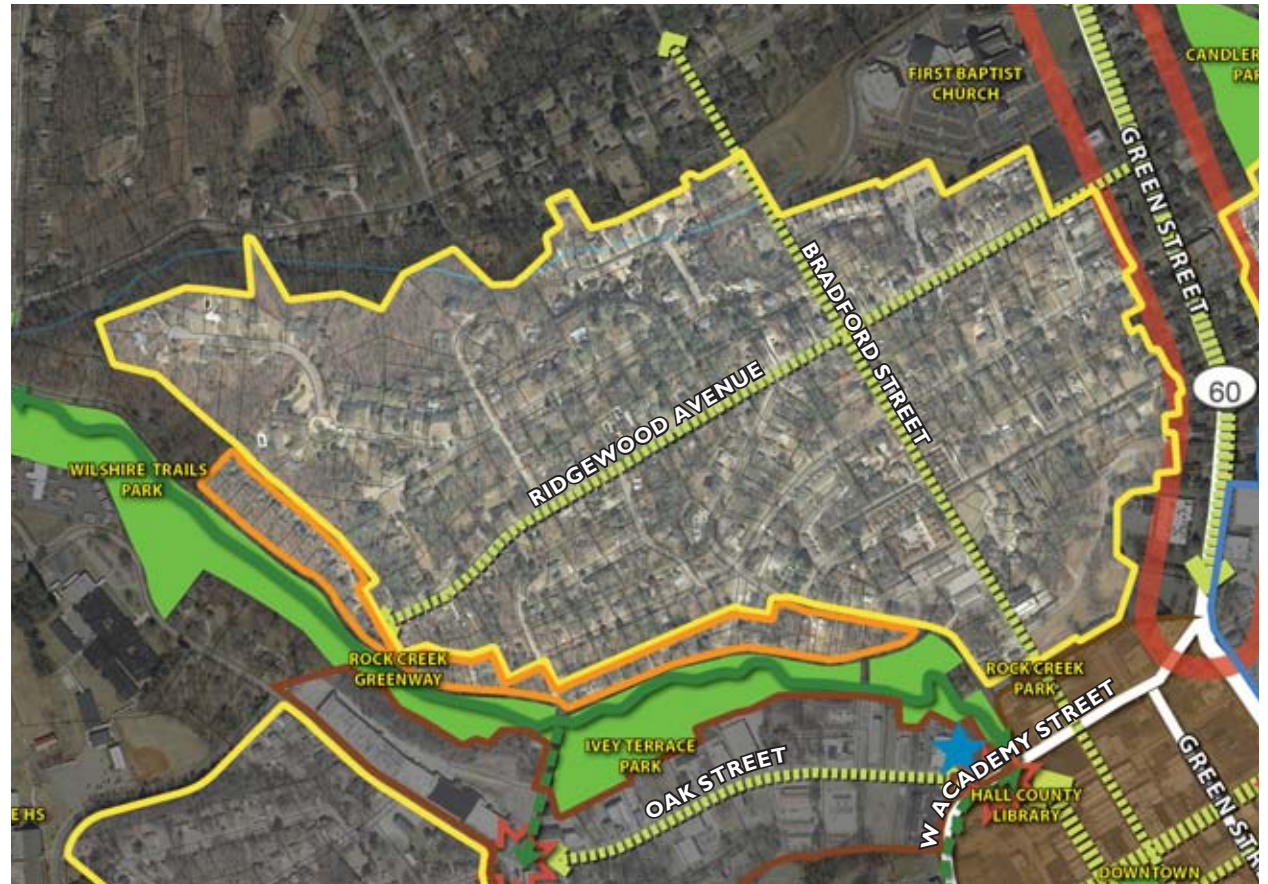 FIRST BAPTIST
CHURCH
CANDLER
PAR
GREEN STREET
BRADFORD STREET
60
RIDGEWOOD AVENUE
WILSHIRE TRAILS
PARK
ROCK CREEK
GREENWAY
ROCK CREEK
PARK
IVEY TERRACE
PARK
OAK STREET
W ACADEMY STREET
GREEN STR
HALL COUNTY
LIBRARY
E HS
DOWNTOWN